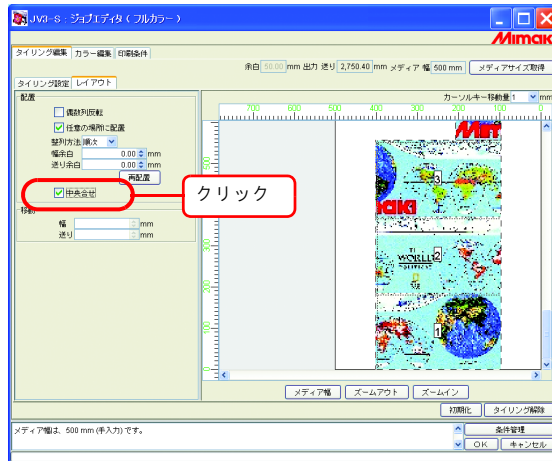 JV3-S : ジョブエディタ ( フルカラー )
Mimaki
タイリング編集 カラー編集 印刷条件
余白 50.00 mm 出力 送り 2,750.40 mm メディア 幅 500 mm メディアサイズ取得
タイリング設定 レイアウト
配置
偶数列反転
任意の場所に配置
整列方法 順次
幅余白 0.00 mm
送り余白 0.00 mm
再配置
中央合せ
クリック
移動
幅 mm
送り mm
カーソルキー移動量 1 mm
700 600 500 400 300 200 100 mm
3
2
1
WORLD
メディア幅 ズームアウト ズームイン
初期化 タイリング解除
メディア幅は、500 mm (手入力) です。
条件管理
OK キャンセル